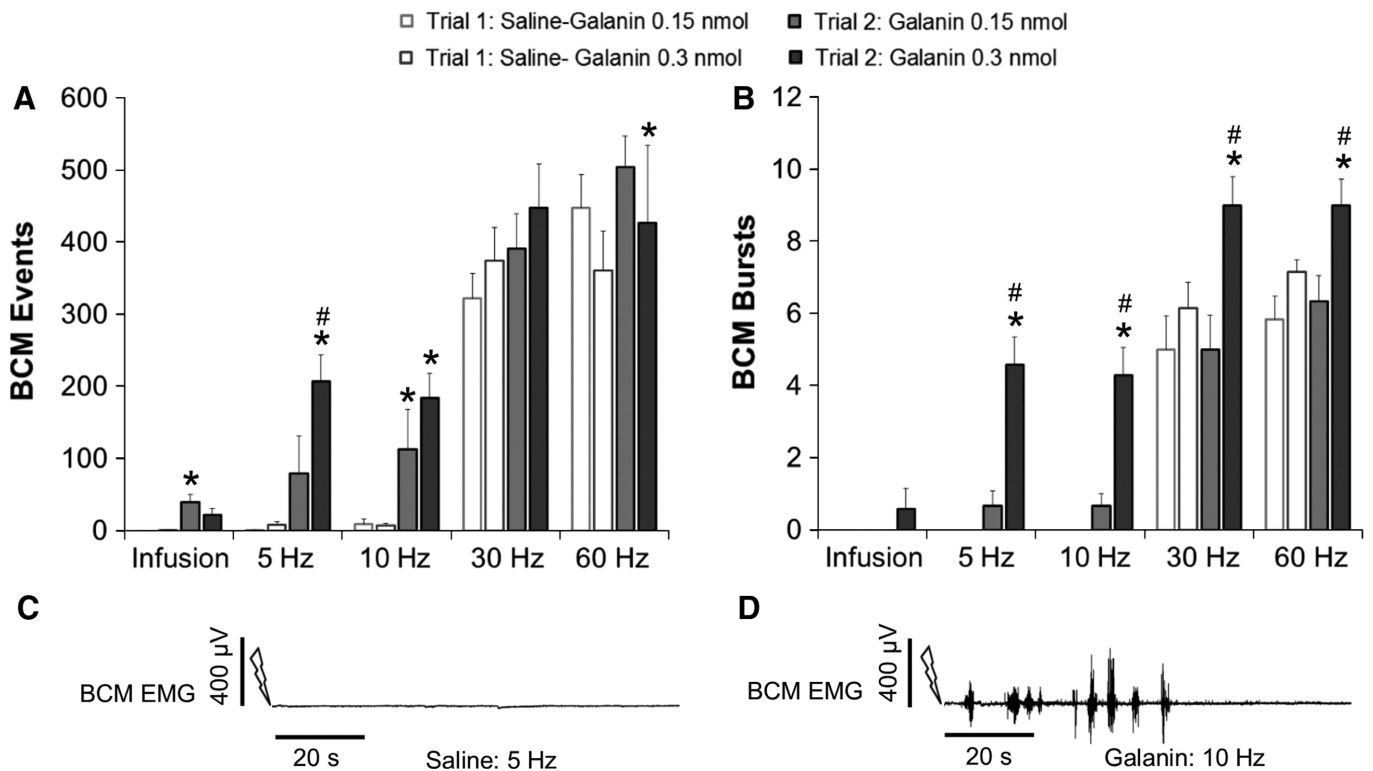 Trial 1: Saline-Galanin 0.15 nmol
Trial 2: Galanin 0.15 nmol
Trial 1: Saline- Galanin 0.3 nmol
Trial 2: Galanin 0.3 nmol
A
BCM Events
600
500
400
300
200
100
0
*
#
*
*
*
*
Infusion
5 Hz
10 Hz
30 Hz
60 Hz
B
BCM Bursts
12
10
8
6
4
2
0
#
*
#
*
#
*
#
*
Infusion
5 Hz
10 Hz
30 Hz
60 Hz
C
BCM EMG
400 µV
20 s
Saline: 5 Hz
D
BCM EMG
400 µV
20 s
Galanin: 10 Hz